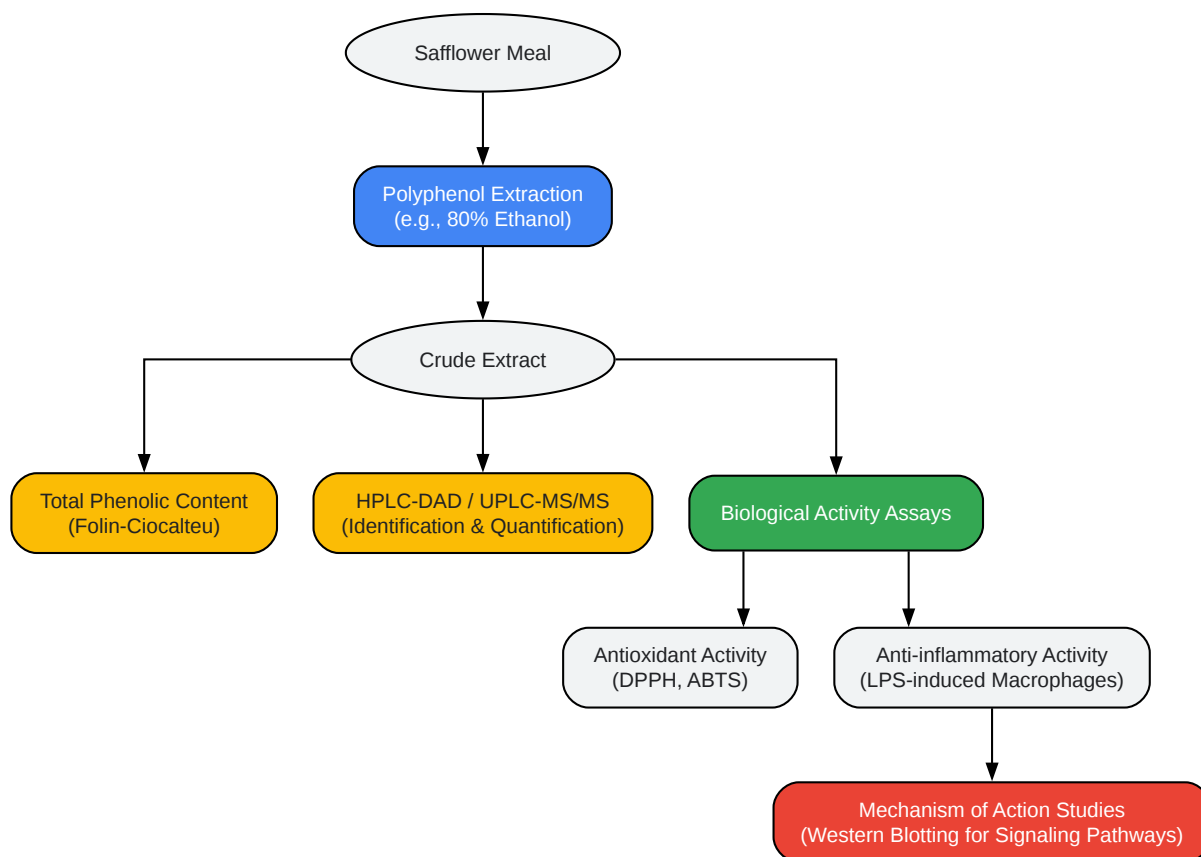 Safflower Meal
Polyphenol Extraction
(e.g., 80% Ethanol)
Crude Extract
Total Phenolic Content
(Folin-Ciocalteu)
HPLC-DAD / UPLC-MS/MS
(Identification & Quantification)
Biological Activity Assays
Antioxidant Activity
(DPPH, ABTS)
Anti-inflammatory Activity
(LPS-induced Macrophages)
Mechanism of Action Studies
(Western Blotting for Signaling Pathways)